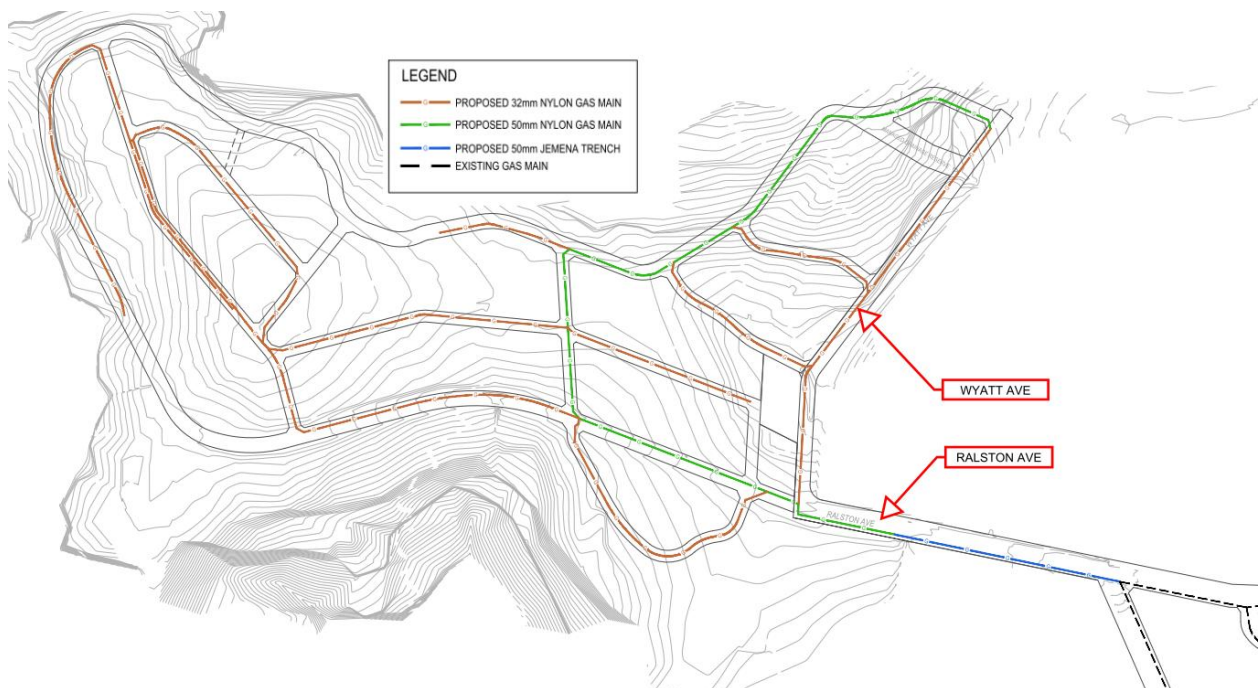 LEGEND
PROPOSED 32mm NYLON GAS MAIN
PROPOSED 50mm NYLON GAS MAIN
PROPOSED 50mm JEMENA TRENCH
EXISTING GAS MAIN
WYATT AVE
RALSTON AVE
RALSTON AVE